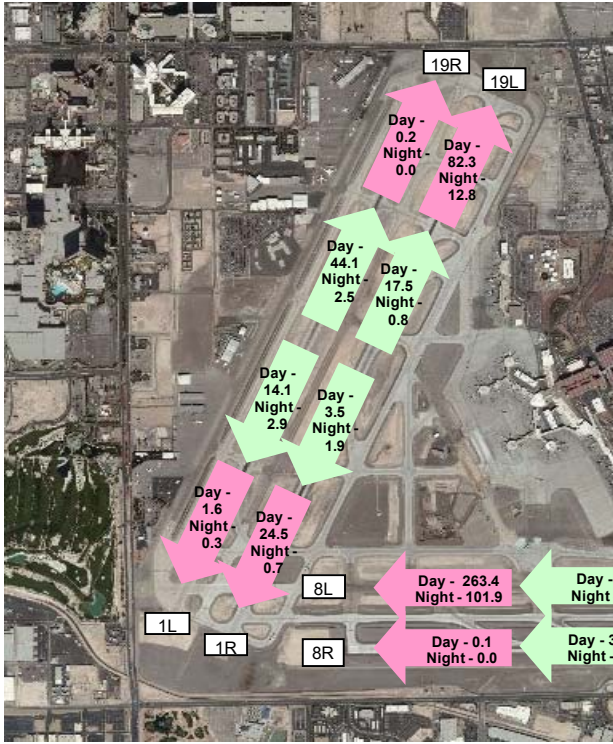 19R
19L
Day -
0.2
Night -
0.0
Day -
82.3
Night -
12.8
Day -
44.1
Night -
2.5
Day -
17.5
Night -
0.8
Day -
14.1
Night -
2.9
Day -
3.5
Night -
1.9
Day -
1.6
Night -
0.3
Day -
24.5
Night -
0.7
8L
Day - 263.4
Night - 101.9
Day -
Night
1L
1R
8R
Day - 0.1
Night - 0.0
Day - 3
Night -